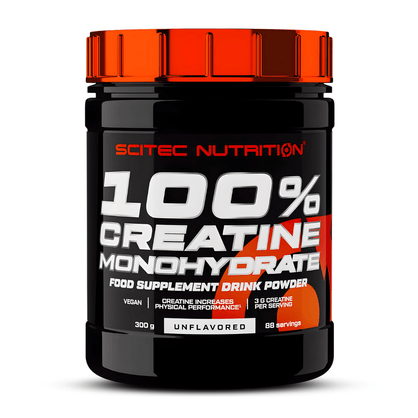 SCITEC NUTRITION
100%
CREATINE
MONOHYDRATE
FOOD SUPPLEMENT DRINK POWDER
VEGAN
CREATINE INCREASES
PHYSICAL PERFORMANCE¹
3 G CREATINE
PER SERVING
300 g
UNFLAVORED
88 servings